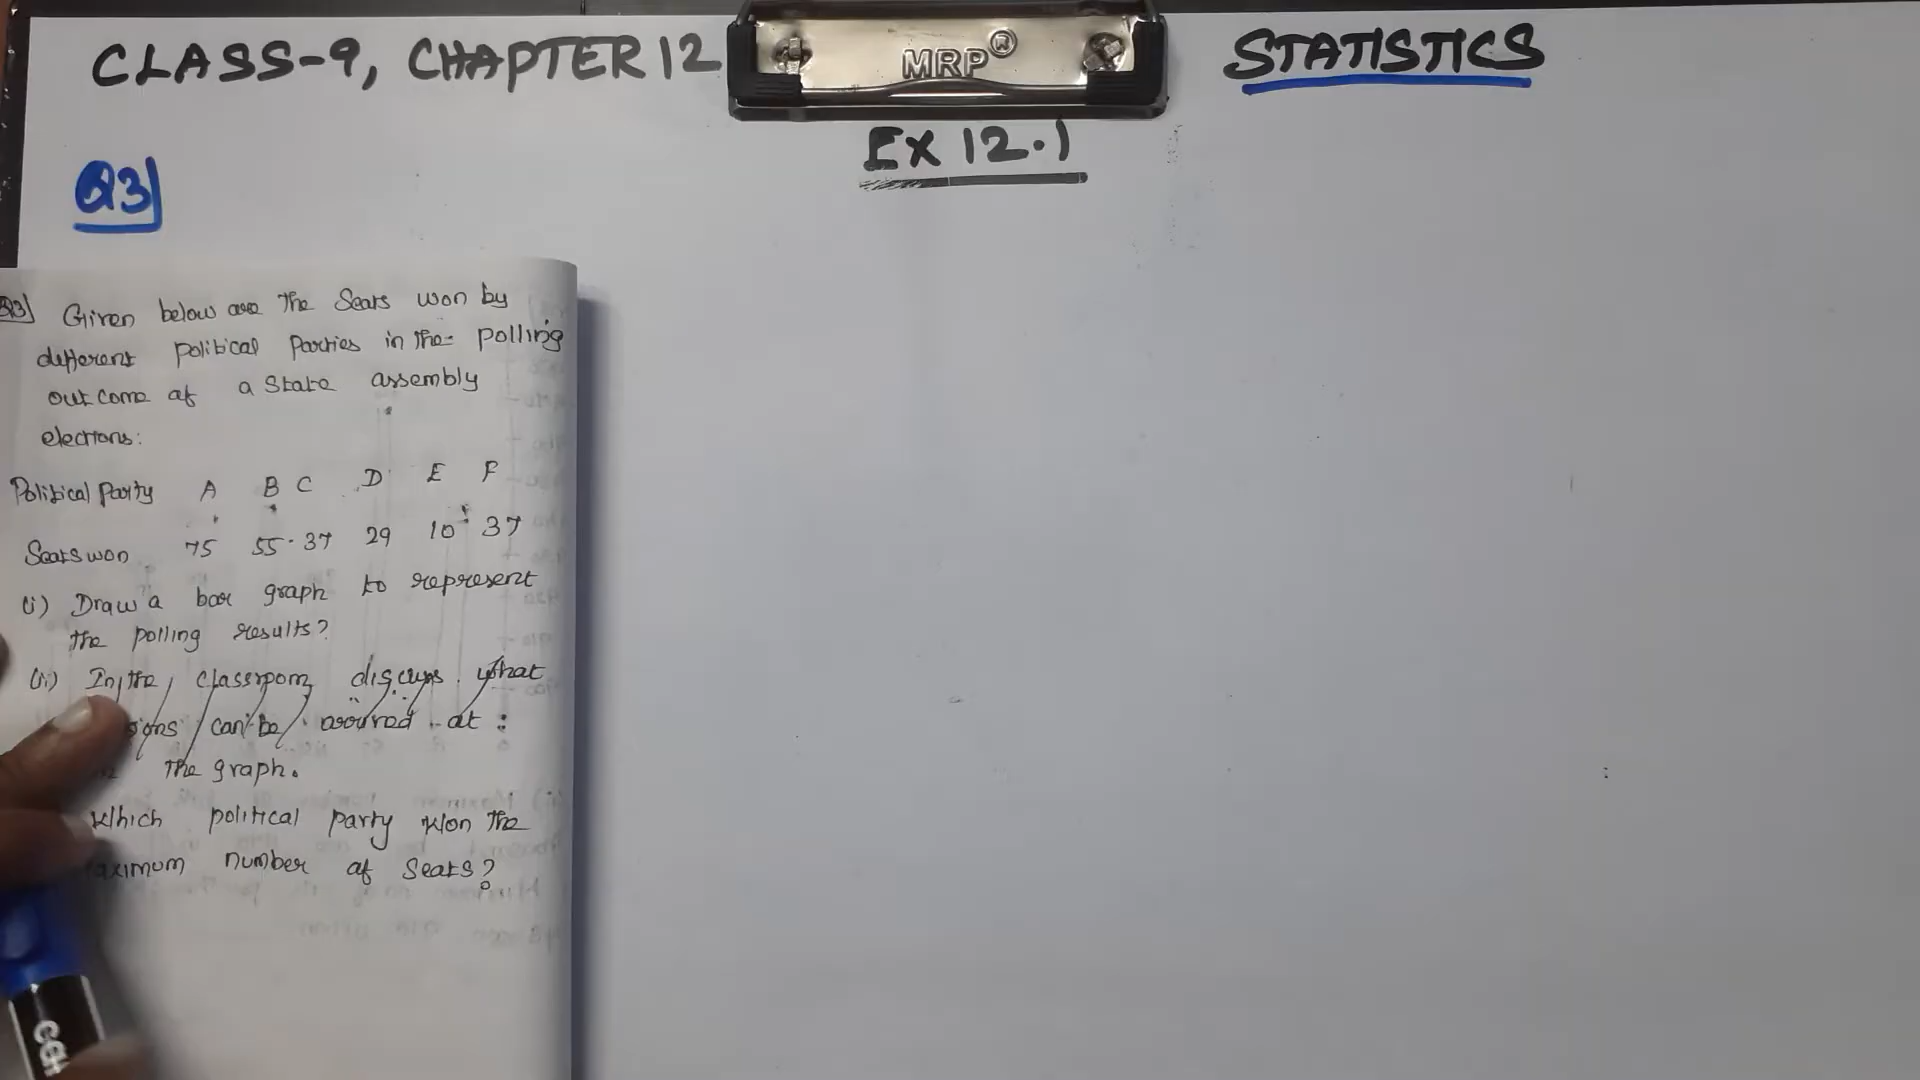 CLASS-9, CHAPTER 12
MRP®
STATISTICS
EX 12.1
Q3
Q3] Given below are The Seats won by
different political parties in the polling
outcome of a State assembly
elections:
Political Party A B C D E F
Seats won 75 55 37 29 10 37
(i) Draw a bar graph to represent
the polling results?
(ii) In the classroom discuss what
can be arrived at:
The graph.
Which political party won the
number of Seats?